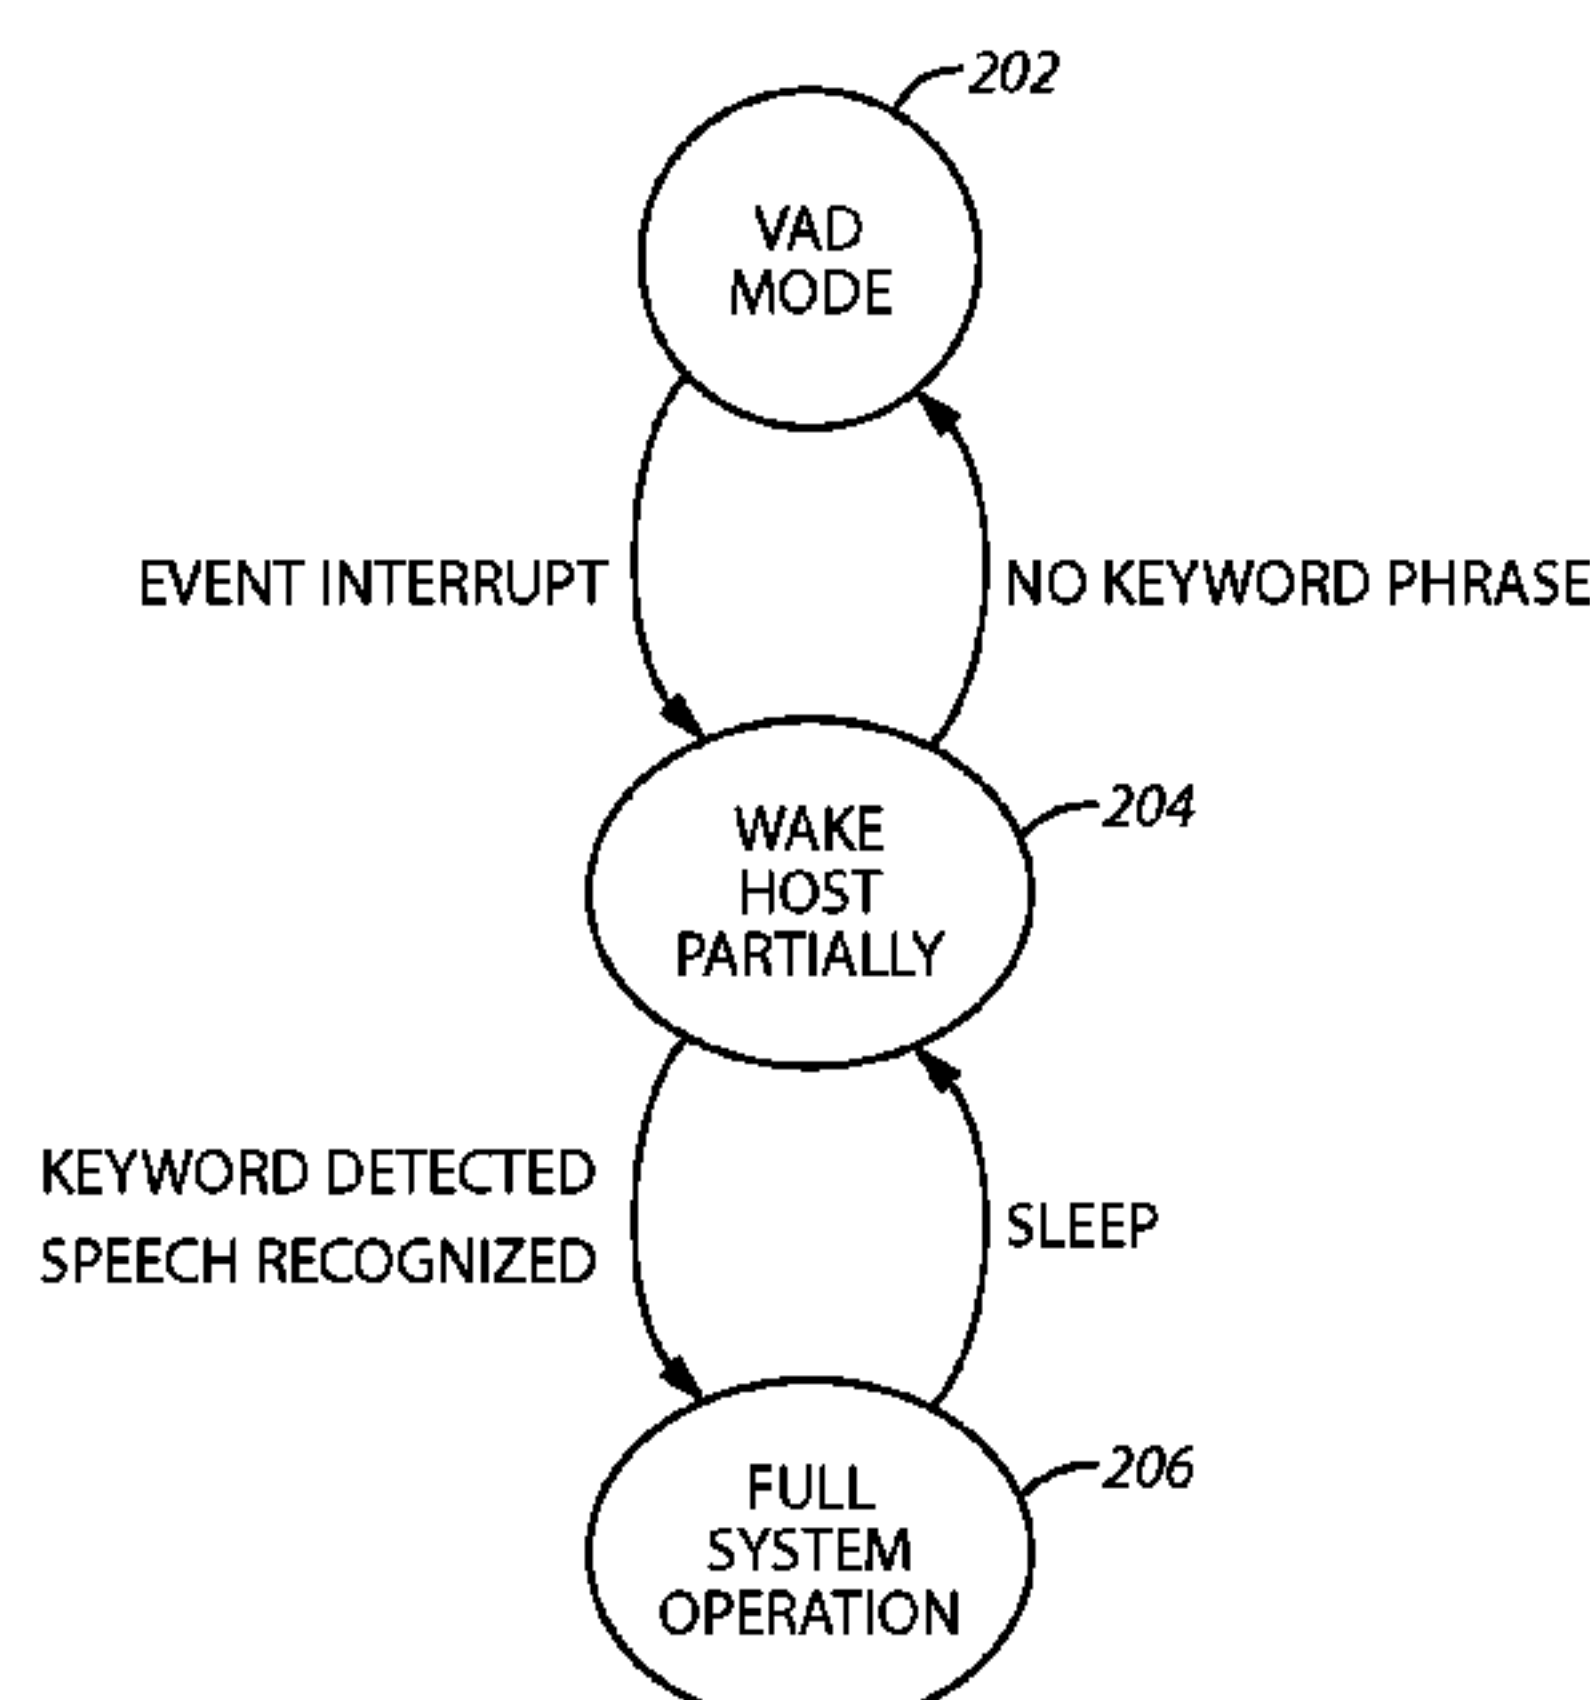 202
VAD
MODE
EVENT INTERRUPT
NO KEYWORD PHRASE
WAKE
HOST
PARTIALLY
204
KEYWORD DETECTED
SPEECH RECOGNIZED
SLEEP
FULL
SYSTEM
OPERATION
206